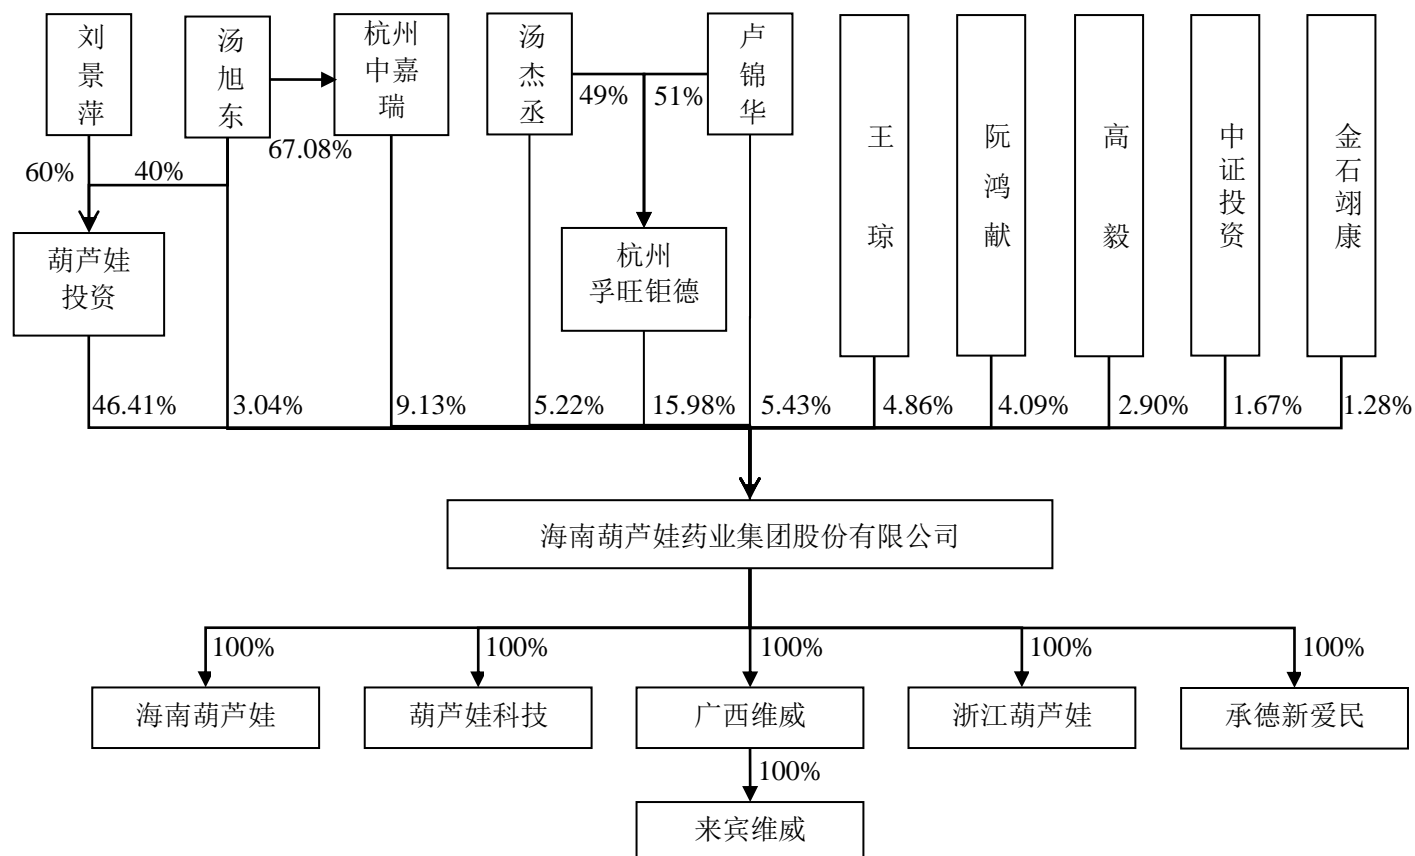 刘景萍
汤旭东
杭州
中嘉
瑞
汤杰丞
卢锦华
王琼
阮鸿献
高毅
中证投资
金石翊康
49%
51%
67.08%
60%
40%
葫芦娃
投资
杭州
孚旺钜德
46.41%
3.04%
9.13%
5.22%
15.98%
5.43%
4.86%
4.09%
2.90%
1.67%
1.28%
海南葫芦娃药业集团股份有限公司
100%
100%
100%
100%
100%
海南葫芦娃
葫芦娃科技
广西维威
浙江葫芦娃
承德新爱民
100%
来宾维威